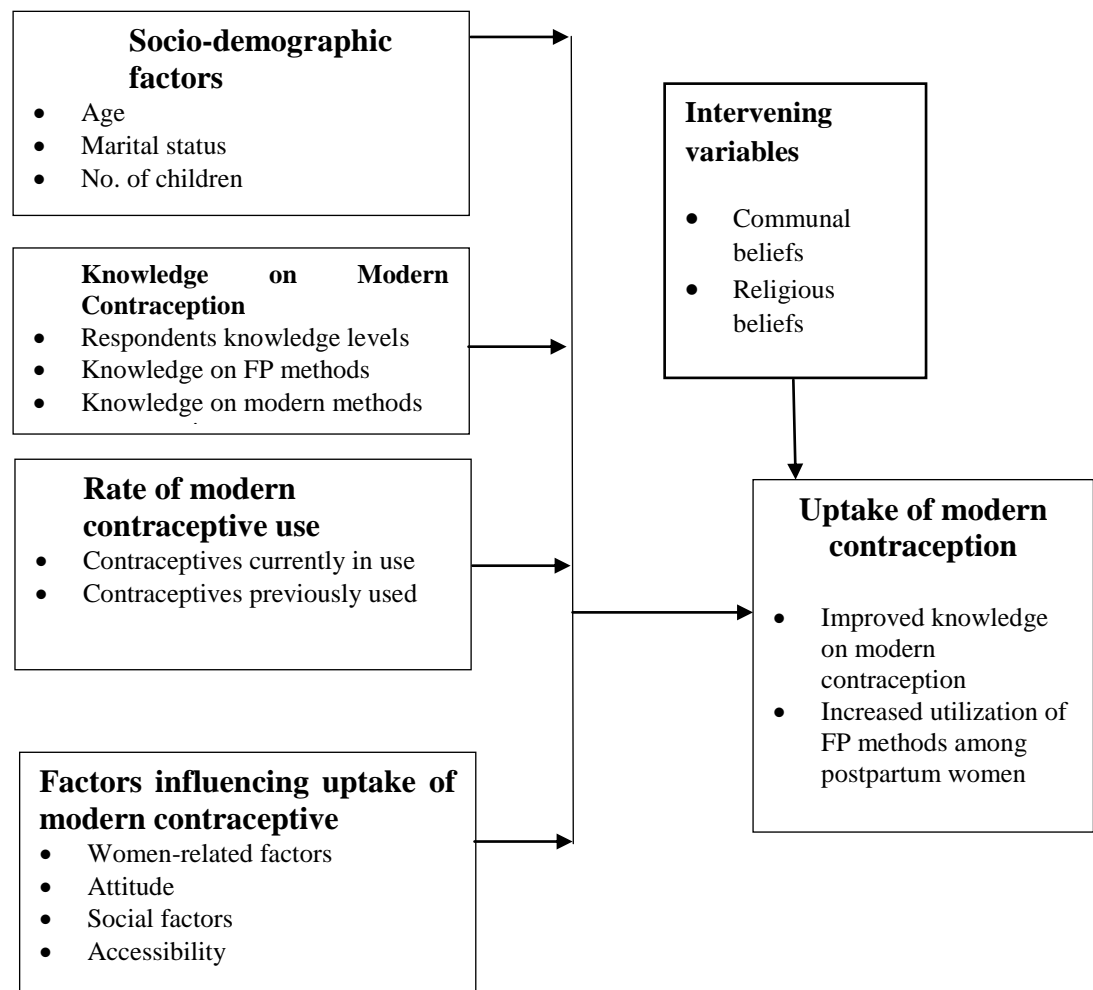 Socio-demographic
factors
• Age
• Marital status
• No. of children
Knowledge on Modern
Contraception
• Respondents knowledge levels
• Knowledge on FP methods
• Knowledge on modern methods
Rate of modern
contraceptive use
• Contraceptives currently in use
• Contraceptives previously used
Factors influencing uptake of
modern contraceptive
• Women-related factors
• Attitude
• Social factors
• Accessibility
Intervening
variables
• Communal
beliefs
• Religious
beliefs
Uptake of modern
contraception
• Improved knowledge
on modern
contraception
• Increased utilization of
FP methods among
postpartum women